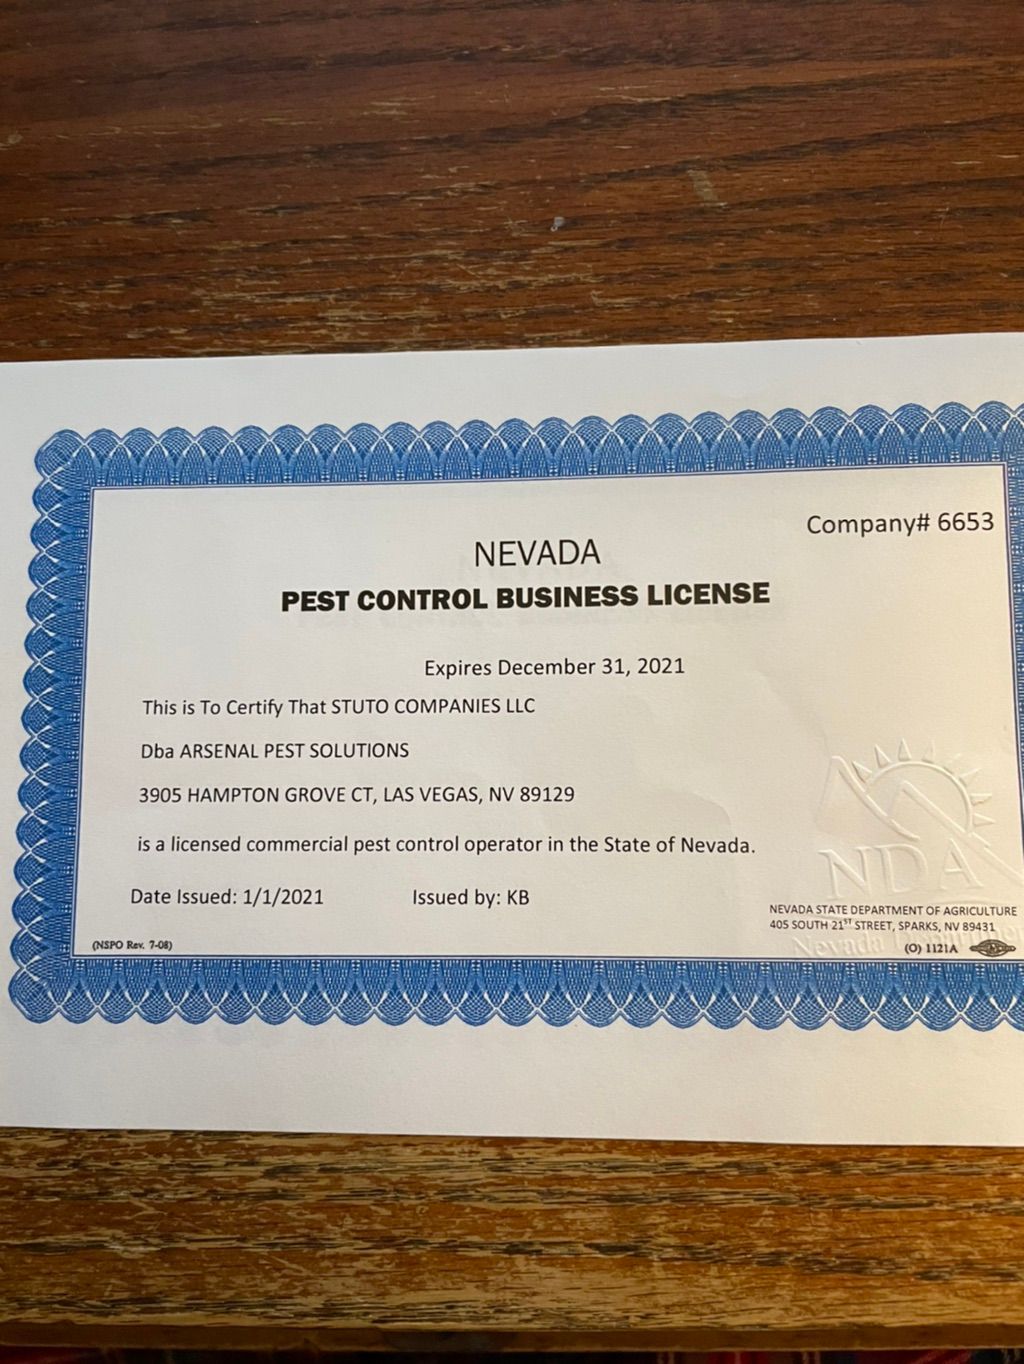 Company# 6653
NEVADA
PEST CONTROL BUSINESS LICENSE
Expires December 31, 2021
This is To Certify That STUTO COMPANIES LLC
Dba ARSENAL PEST SOLUTIONS
3905 HAMPTON GROVE CT, LAS VEGAS, NV 89129
is a licensed commercial pest control operator in the State of Nevada.
Date Issued: 1/1/2021 Issued by: KB
NDA
NEVADA STATE DEPARTMENT OF AGRICULTURE
405 SOUTH 21ST STREET, SPARKS, NV 89431
Nevada
(NSPO Rev. 7-08) (O) 1121A